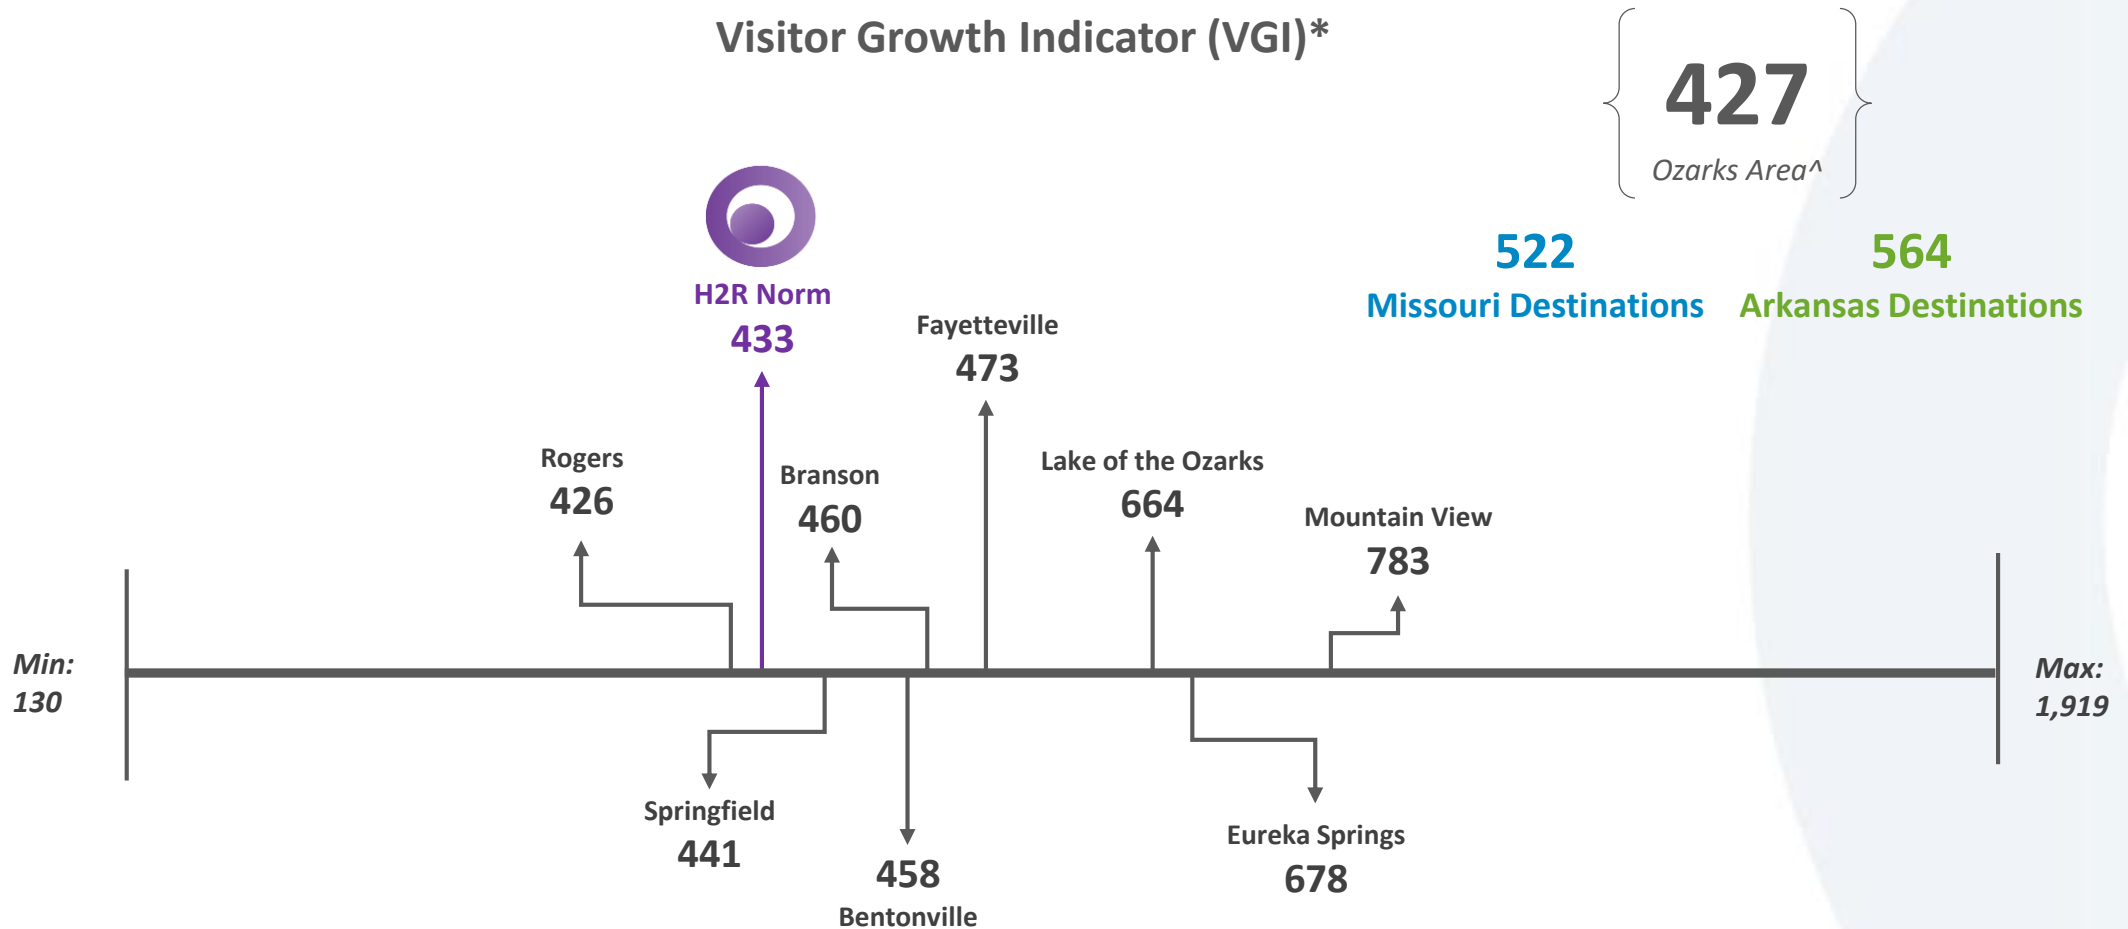 Visitor Growth Indicator (VGI)*
427
Ozarks Area^
522
Missouri Destinations
564
Arkansas Destinations
H2R Norm
433
Fayetteville
473
Rogers
426
Branson
460
Lake of the Ozarks
664
Mountain View
783
Min:
130
Max:
1,919
Springfield
441
458
Bentonville
Eureka Springs
678